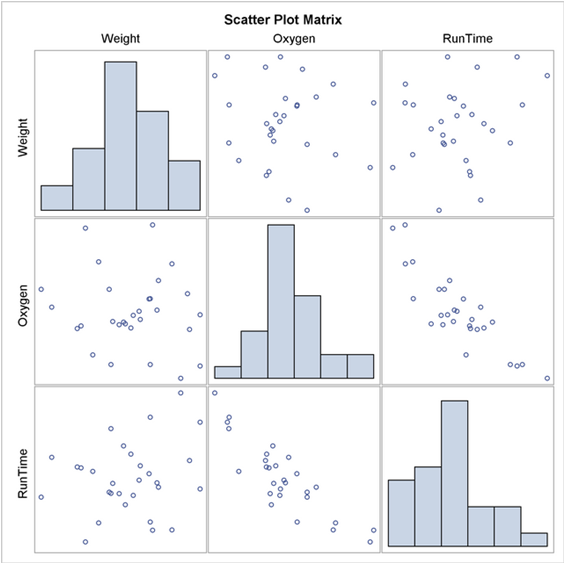 Scatter Plot Matrix
Weight Oxygen RunTime
Weight
Oxygen
RunTime